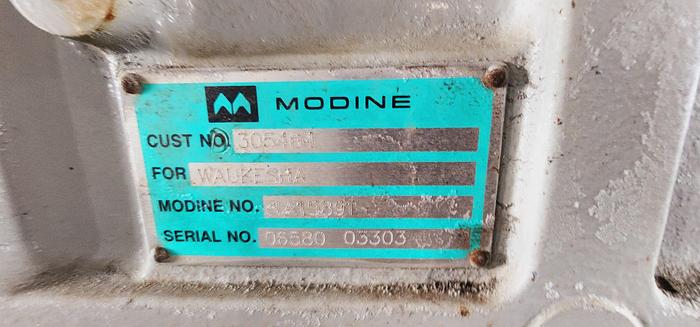 MODINE
CUST NO.
FOR WAUKESHA
MODINE NO.
SERIAL NO. 06580 03303